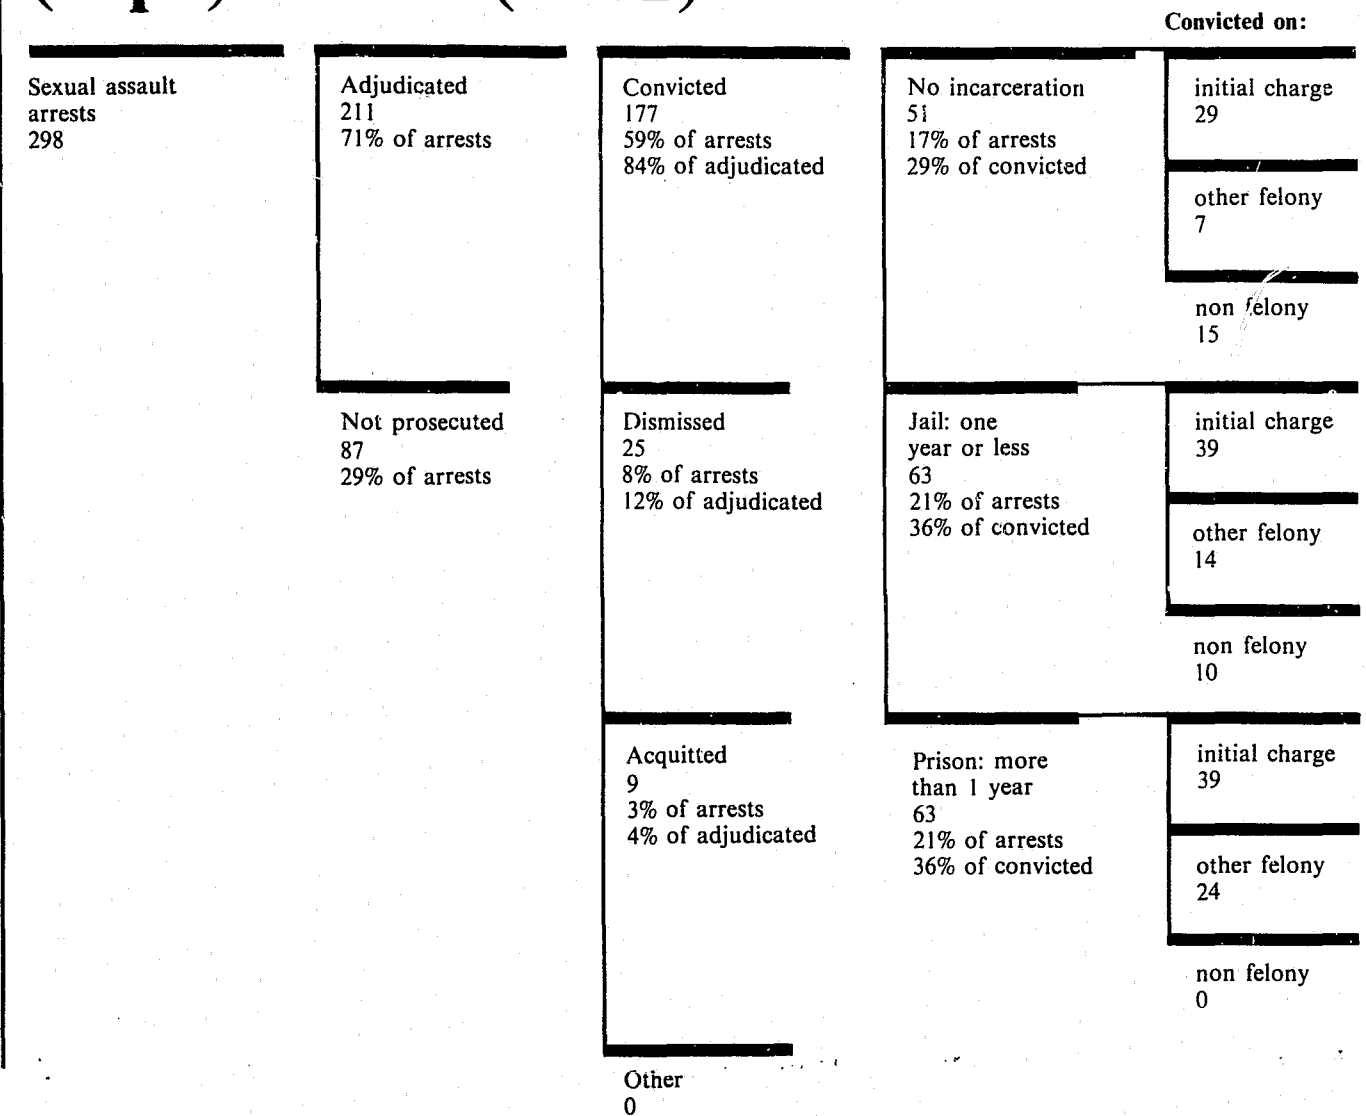 Convicted on:
Sexual assault
arrests
298
Adjudicated
211
71% of arrests
Not prosecuted
87
29% of arrests
Convicted
177
59% of arrests
84% of adjudicated
Dismissed
25
8% of arrests
12% of adjudicated
Acquitted
9
3% of arrests
4% of adjudicated
Other
0
No incarceration
51
17% of arrests
29% of convicted
Jail: one
year or less
63
21% of arrests
36% of convicted
Prison: more
than 1 year
63
21% of arrests
36% of convicted
initial charge
29
other felony
7
non felony
15
initial charge
39
other felony
14
non felony
10
initial charge
39
other felony
24
non felony
0